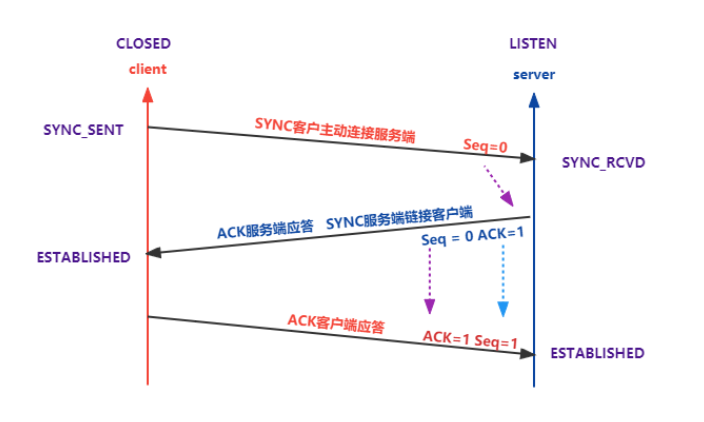 CLOSED
LISTEN
client
server
SYNC_SENT
SYNC客户主动连接服务端
Seq=0
SYNC_RCVD
ACK服务端应答 SYNC服务端链接客户端
Seq = 0 ACK=1
ESTABLISHED
ACK客户端应答
ACK=1 Seq=1
ESTABLISHED